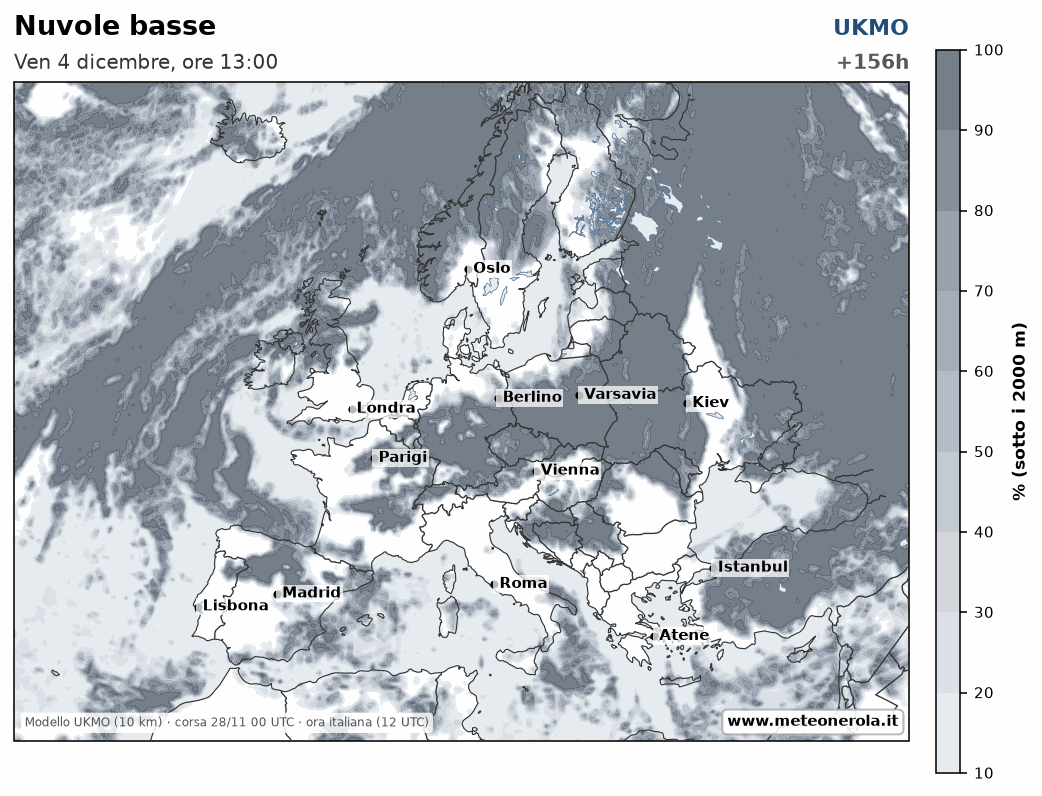 Nuvole basse
UKMO
Ven 4 dicembre, ore 13:00
+156h
100
90
80
70
60
50
40
30
20
10
% (sotto i 2000 m)
Oslo
Berlino
Varsavia
Londra
Kiev
Parigi
Vienna
Istanbul
Roma
Madrid
Lisbona
Atene
Modello UKMO (10 km) · corsa 28/11 00 UTC · ora italiana (12 UTC)
www.meteonerola.it